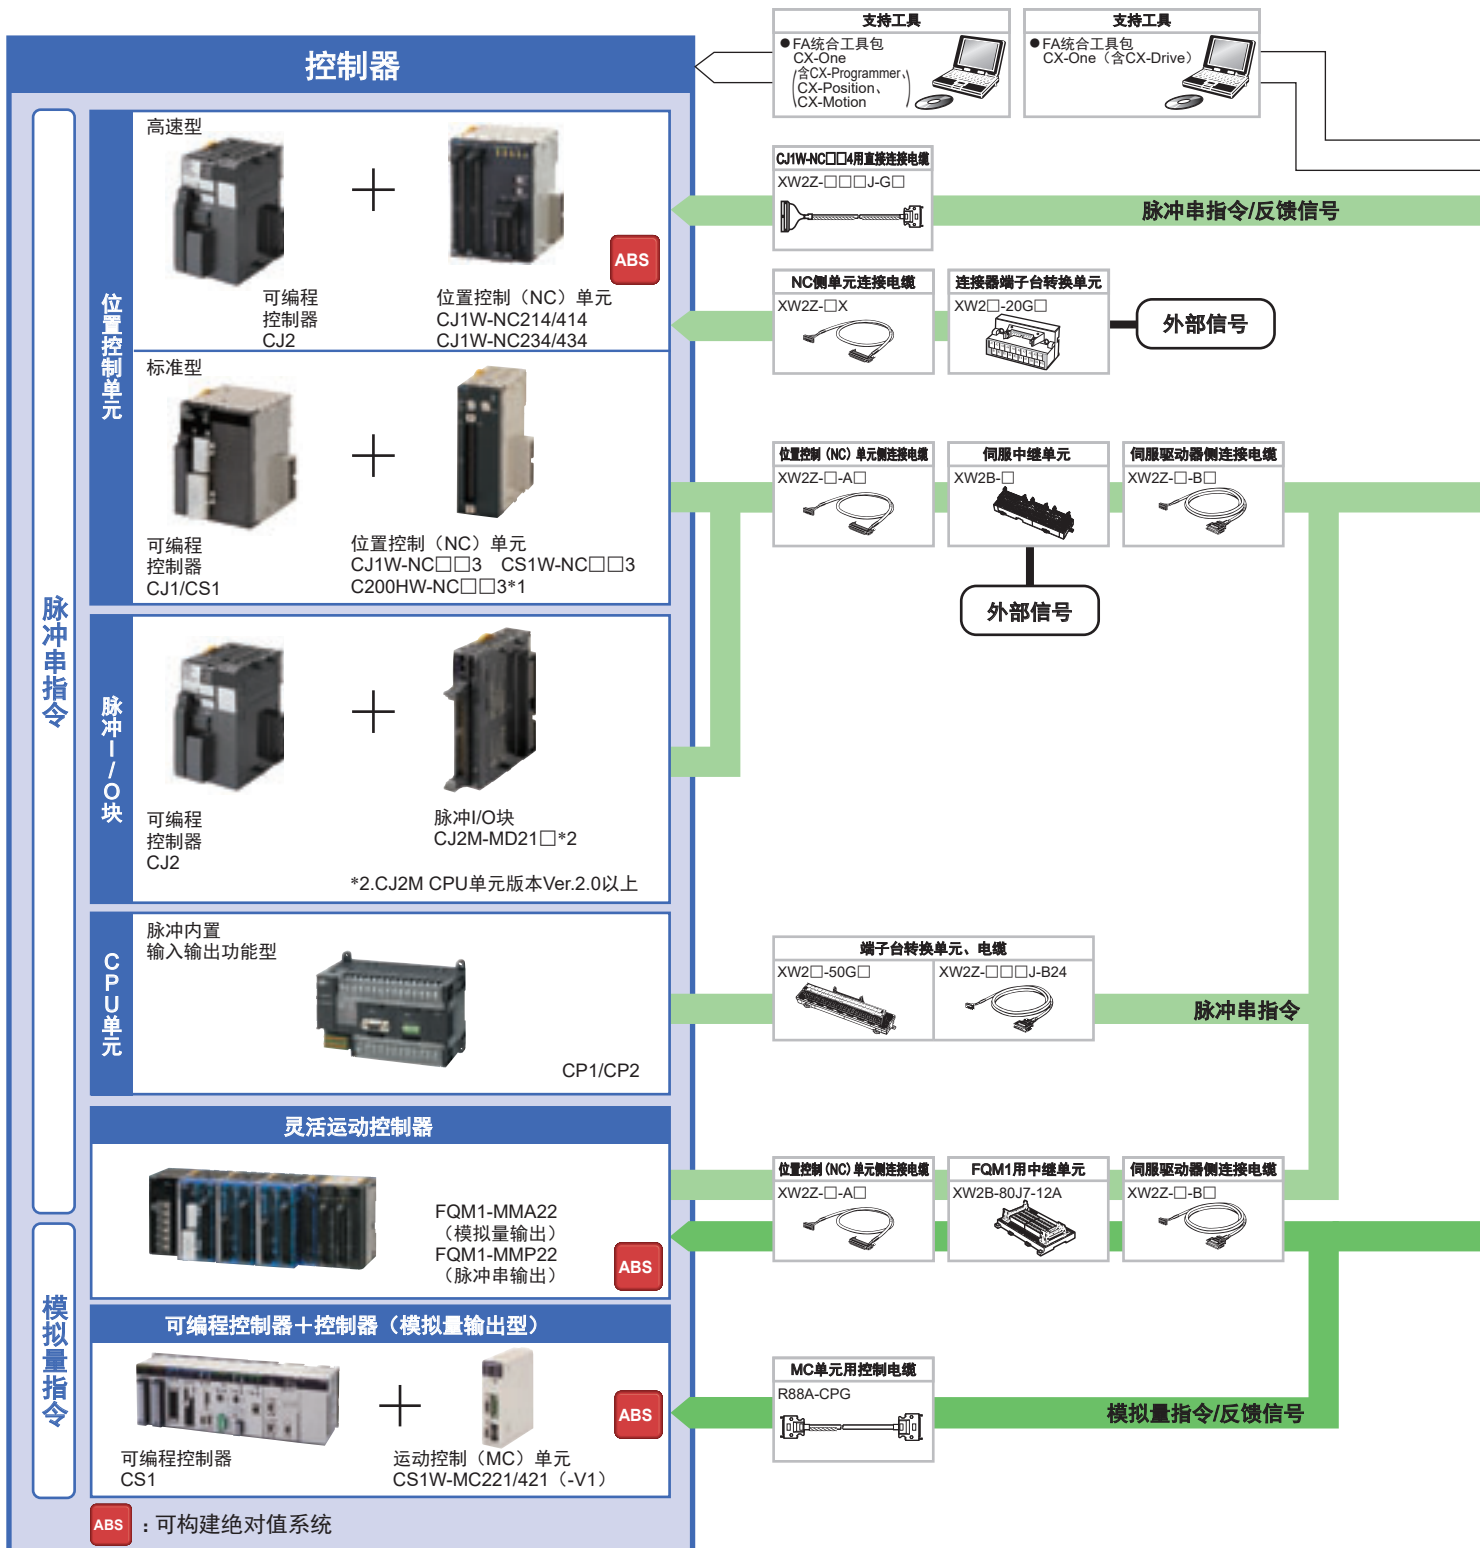 控制器
支持工具
●FA统合工具包
CX-One
(含CX-Programmer、
CX-Position、
CX-Motion)
支持工具
●FA统合工具包
CX-One（含CX-Drive）
脉冲串指令
位置控制单元
高速型
可编程
控制器
CJ2
位置控制（NC）单元
CJ1W-NC214/414
CJ1W-NC234/434
ABS
CJ1W-NC□□4用直接连接电缆
XW2Z-□□□J-G□
脉冲串指令/反馈信号
NC侧单元连接电缆
XW2Z-□X
连接器端子台转换单元
XW2□-20G□
外部信号
标准型
可编程
控制器
CJ1/CS1
位置控制（NC）单元
CJ1W-NC□□3 CS1W-NC□□3
C200HW-NC□□3*1
位置控制（NC）单元侧连接电缆
XW2Z-□-A□
伺服中继单元
XW2B-□
伺服驱动器侧连接电缆
XW2Z-□-B□
外部信号
脉冲I/O块
可编程
控制器
CJ2
脉冲I/O块
CJ2M-MD21□*2
*2.CJ2M CPU单元版本Ver.2.0以上
CPU单元
脉冲内置
输入输出功能型
CP1/CP2
端子台转换单元、电缆
XW2□-50G□
XW2Z-□□□J-B24
脉冲串指令
灵活运动控制器
FQM1-MMA22
（模拟量输出）
FQM1-MMP22
（脉冲串输出）
ABS
位置控制（NC）单元侧连接电缆
XW2Z-□-A□
FQM1用中继单元
XW2B-80J7-12A
伺服驱动器侧连接电缆
XW2Z-□-B□
模拟量指令
可编程控制器＋控制器（模拟量输出型）
可编程控制器
CS1
运动控制（MC）单元
CS1W-MC221/421（-V1）
ABS
MC单元用控制电缆
R88A-CPG
模拟量指令/反馈信号
ABS
：可构建绝对值系统